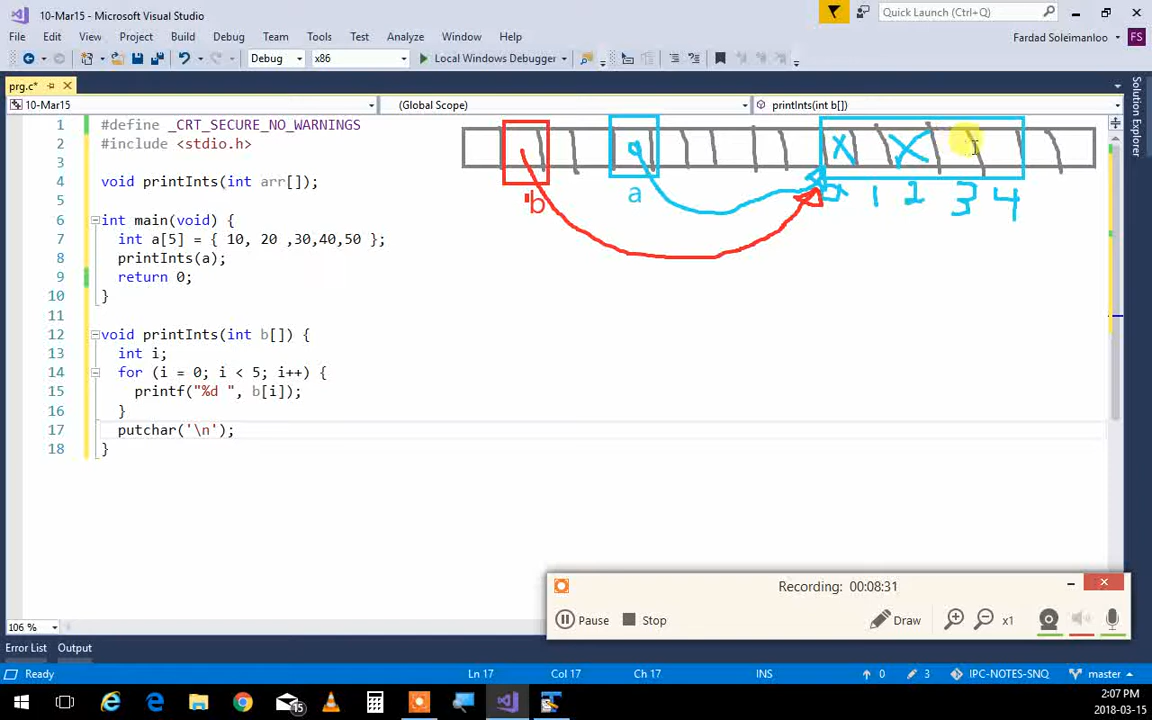 10-Mar15 - Microsoft Visual Studio
Quick Launch (Ctrl+Q)
File Edit View Project Build Debug Team Tools Test Analyze Window Help
Fardad Soleimanloo FS
Debug x86 Local Windows Debugger
prg.c*
10-Mar15 (Global Scope) printInts(int b[])
Solution Explorer
1 #define _CRT_SECURE_NO_WARNINGS
2 #include <stdio.h>
3
4 void printInts(int arr[]);
5
6 int main(void) {
7 int a[5] = { 10, 20 ,30,40,50 };
8 printInts(a);
9 return 0;
10 }
11
12 void printInts(int b[]) {
13 int i;
14 for (i = 0; i < 5; i++) {
15 printf("%d ", b[i]);
16 }
17 putchar('\n');
18 }
X X
b a 1 2 3 4
Recording: 00:08:31
Pause Stop Draw x1
106 %
Error List Output
Ready Ln 17 Col 17 Ch 17 INS 0 3 IPC-NOTES-SNQ master
15
2:07 PM
2018-03-15